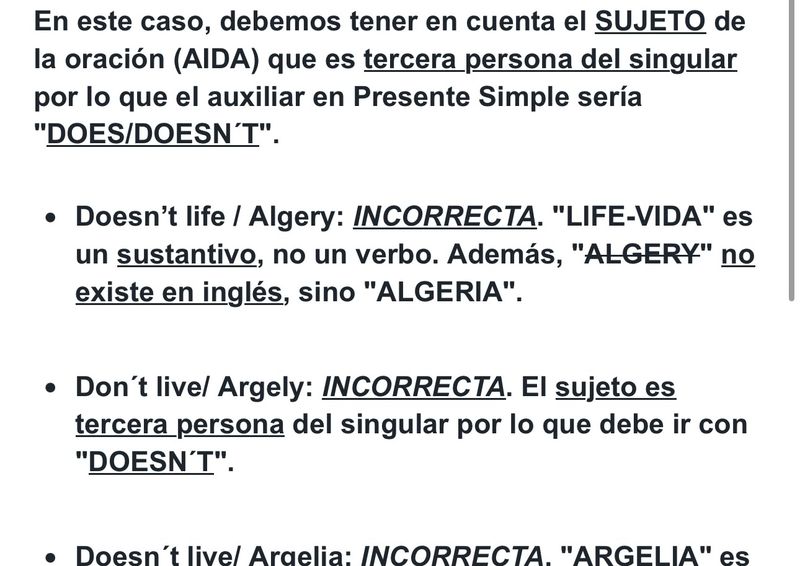 En este caso, debemos tener en cuenta el SUJETO de
la oración (AIDA) que es tercera persona del singular
por lo que el auxiliar en Presente Simple sería
"DOES/DOESN´T".
• Doesn’t life / Algery: INCORRECTA. "LIFE-VIDA" es
un sustantivo, no un verbo. Además, "ALGERY" no
existe en inglés, sino "ALGERIA".
• Don´t live/ Argely: INCORRECTA. El sujeto es
tercera persona del singular por lo que debe ir con
"DOESN´T".
• Doesn´t live/ Argelia: INCORRECTA. "ARGELIA" es